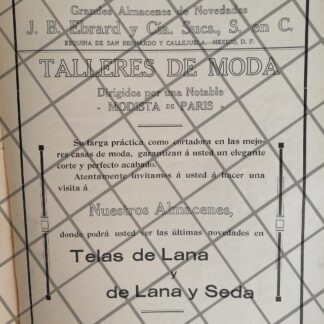 Grandes Almacenes de Novedades
J. B. Ebrard y Cía. Sucs., S. en C.
ESQUINA DE SAN BERNARDO Y CALLEJUELA.-MEXICO, D. F.
TALLERES DE MODA
Dirigidos por una Notable
- MODISTA DE PARIS -
Su larga práctica como cortadora en las mejo-
res casas de moda, garantizan á usted un elegante
corte y perfecto acabado.
Atentamente invitamos á usted á hacer una
visita á
Nuestros Almacenes,
donde podrá usted ver las últimas novedades en
Telas de Lana
y
de Lana y Seda